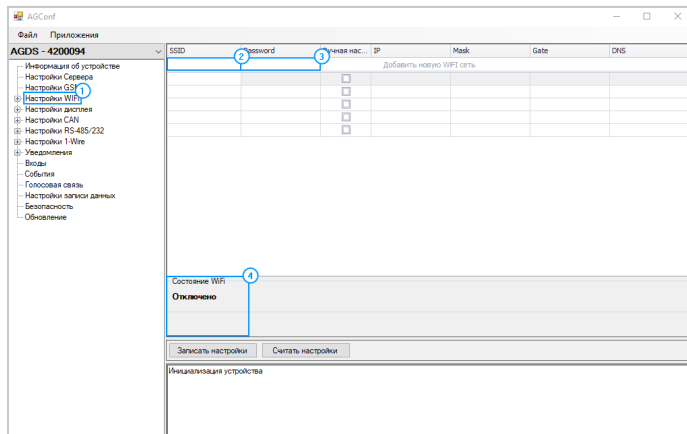 AGConf
Файл Приложения
AGDS - 4200094
Информация об устройстве
Настройки Сервера
Настройки GS
1
Настройки WIFI
Настройки дисплея
Настройки CAN
Настройки RS-485/232
Настройки 1-Wire
Уведомления
Входы
События
Голосовая связь
Настройки записи данных
Безопасность
Обновление
SSID Password чная нас... IP Mask Gate DNS
2 3
Добавить новую WIFI сеть
4
Состояние WiFi
Отключено
Записать настройки Считать настройки
Инициализация устройства